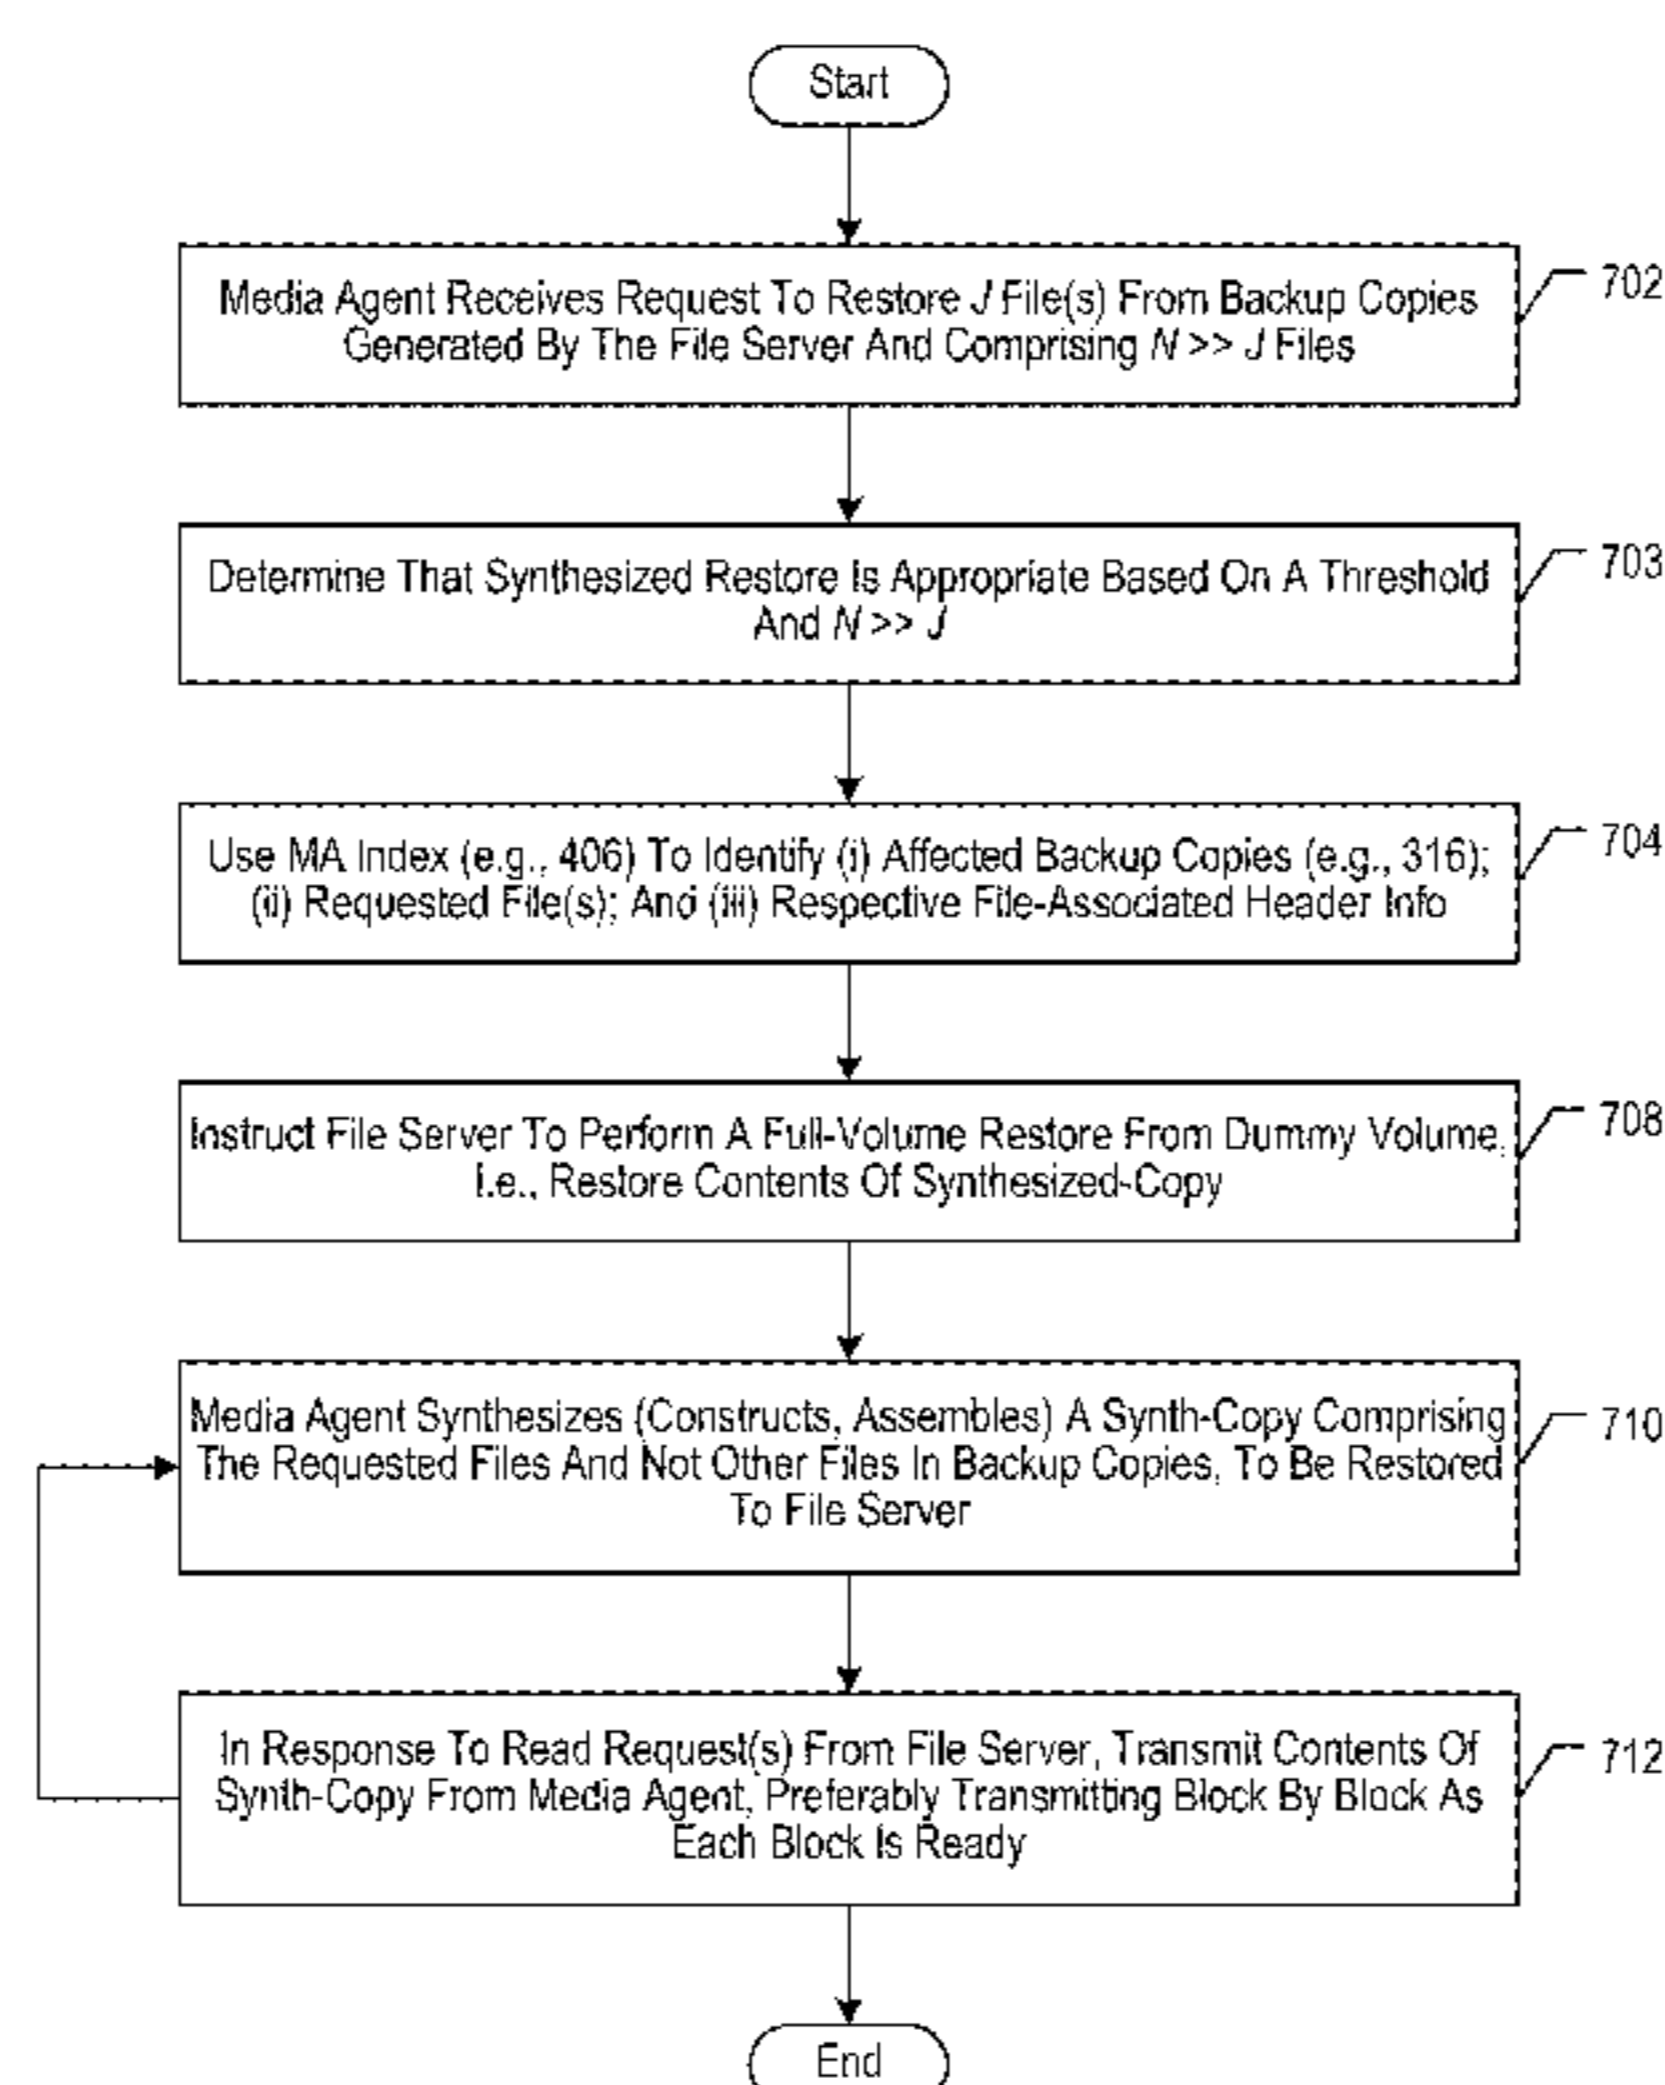 Start
Media Agent Receives Request To Restore J File(s) From Backup Copies
Generated By The File Server And Comprising N >> J Files
702
Determine That Synthesized Restore Is Appropriate Based On A Threshold
And N >> J
703
Use MA Index (e.g., 406) To Identify (i) Affected Backup Copies (e.g., 316);
(ii) Requested File(s); And (iii) Respective File-Associated Header Info
704
Instruct File Server To Perform A Full-Volume Restore From Dummy Volume,
I.e., Restore Contents Of Synthesized-Copy
708
Media Agent Synthesizes (Constructs, Assembles) A Synth-Copy Comprising
The Requested Files And Not Other Files In Backup Copies, To Be Restored
To File Server
710
In Response To Read Request(s) From File Server, Transmit Contents Of
Synth-Copy From Media Agent, Preferably Transmitting Block By Block As
Each Block Is Ready
712
End